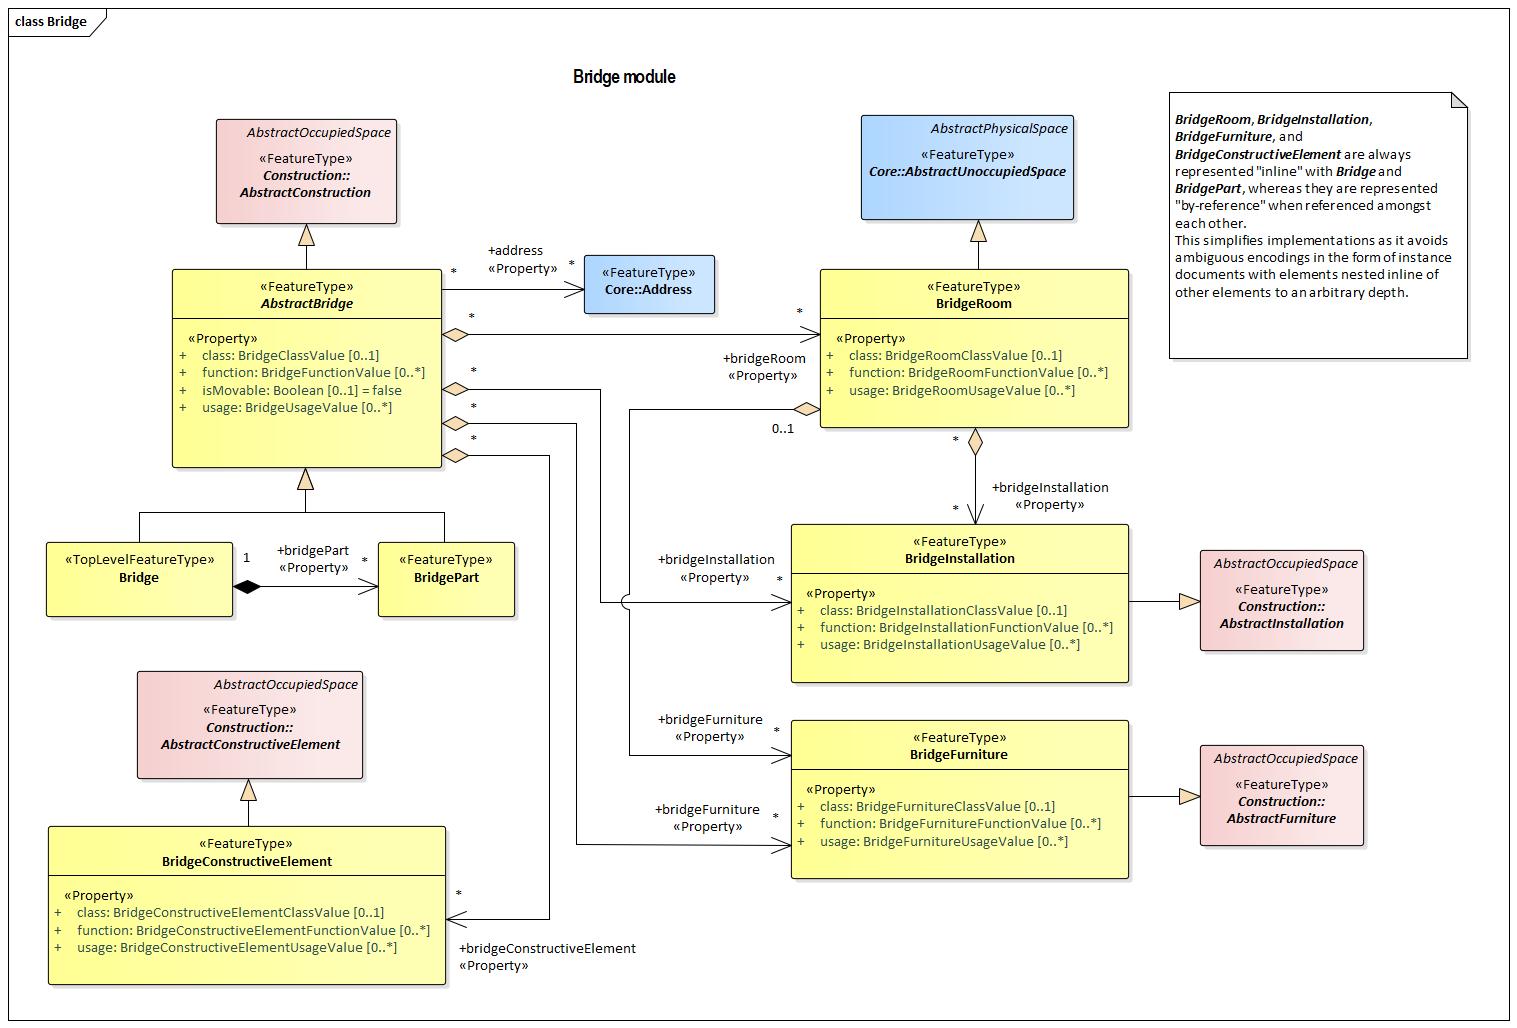 class Bridge
Bridge module
AbstractOccupiedSpace
«FeatureType»
Construction::
AbstractConstruction
AbstractPhysicalSpace
«FeatureType»
Core::AbstractUnoccupiedSpace
BridgeRoom, BridgeInstallation,
BridgeFurniture, and
BridgeConstructiveElement are always
represented "inline" with Bridge and
BridgePart, whereas they are represented
"by-reference" when referenced amongst
each other.
This simplifies implementations as it avoids
ambiguous encodings in the form of instance
documents with elements nested inline of
other elements to an arbitrary depth.
+address
«Property»
*
*
«FeatureType»
Core::Address
«FeatureType»
AbstractBridge
«Property»
+ class: BridgeClassValue [0..1]
+ function: BridgeFunctionValue [0..*]
+ isMovable: Boolean [0..1] = false
+ usage: BridgeUsageValue [0..*]
*
*
*
*
*
+bridgeRoom
«Property»
«FeatureType»
BridgeRoom
«Property»
+ class: BridgeRoomClassValue [0..1]
+ function: BridgeRoomFunctionValue [0..*]
+ usage: BridgeRoomUsageValue [0..*]
0..1
*
+bridgeInstallation
«Property»
*
«TopLevelFeatureType»
Bridge
1
+bridgePart
«Property»
*
«FeatureType»
BridgePart
+bridgeInstallation
«Property»
*
«FeatureType»
BridgeInstallation
«Property»
+ class: BridgeInstallationClassValue [0..1]
+ function: BridgeInstallationFunctionValue [0..*]
+ usage: BridgeInstallationUsageValue [0..*]
AbstractOccupiedSpace
«FeatureType»
Construction::
AbstractInstallation
AbstractOccupiedSpace
«FeatureType»
Construction::
AbstractConstructiveElement
+bridgeFurniture
«Property»
*
+bridgeFurniture
«Property»
*
«FeatureType»
BridgeFurniture
«Property»
+ class: BridgeFurnitureClassValue [0..1]
+ function: BridgeFurnitureFunctionValue [0..*]
+ usage: BridgeFurnitureUsageValue [0..*]
AbstractOccupiedSpace
«FeatureType»
Construction::
AbstractFurniture
«FeatureType»
BridgeConstructiveElement
«Property»
+ class: BridgeConstructiveElementClassValue [0..1]
+ function: BridgeConstructiveElementFunctionValue [0..*]
+ usage: BridgeConstructiveElementUsageValue [0..*]
*
+bridgeConstructiveElement
«Property»